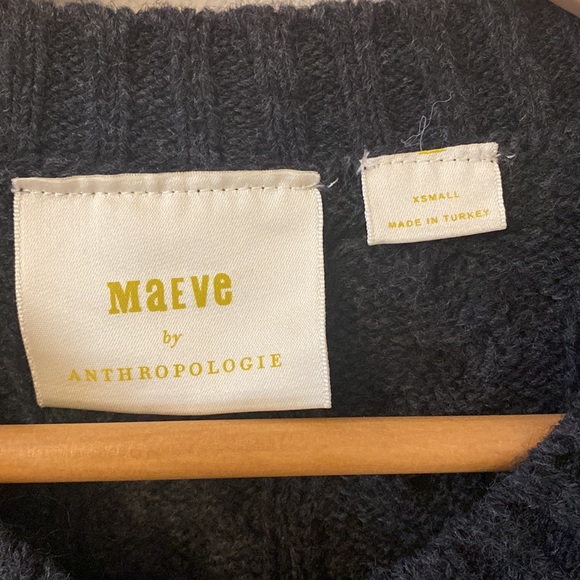 MaEve
by
ANTHROPOLOGIE
XSMALL
MADE IN TURKEY